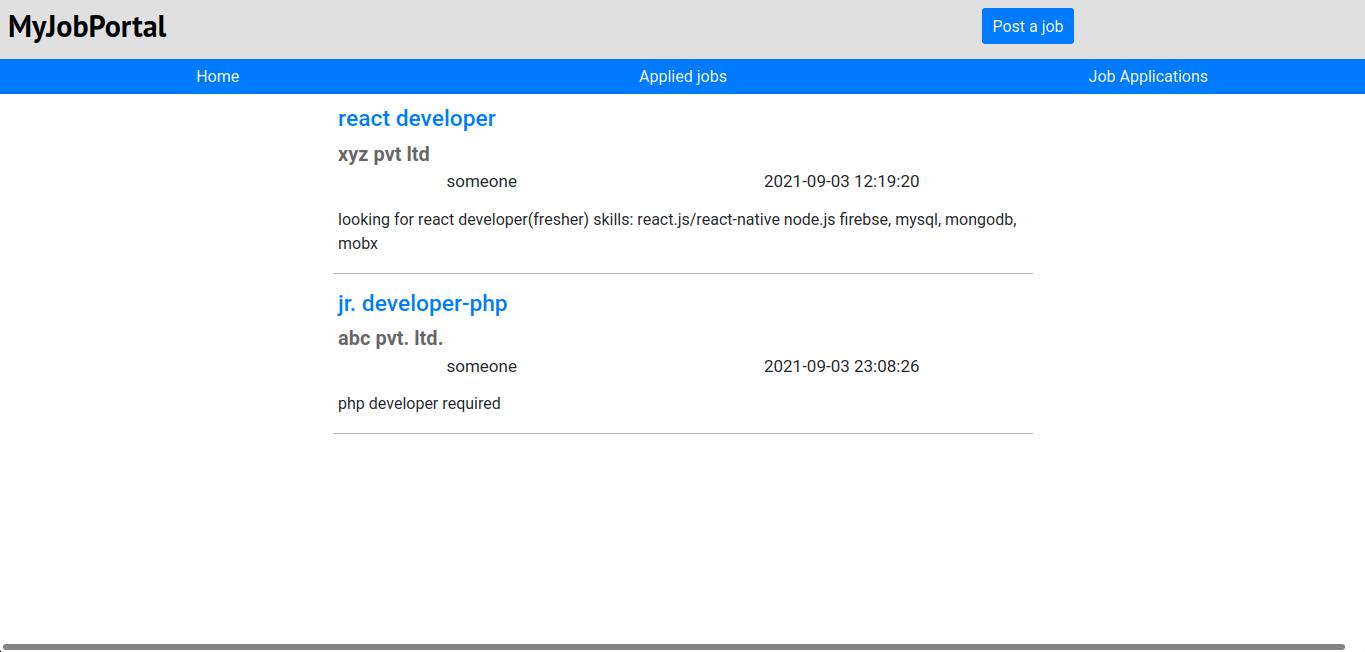 MyJobPortal
Post a job
Home
Applied jobs
Job Applications
react developer
xyz pvt ltd
someone
2021-09-03 12:19:20
looking for react developer(fresher) skills: react.js/react-native node.js firebse, mysql, mongodb,
mobx
jr. developer-php
abc pvt. ltd.
someone
2021-09-03 23:08:26
php developer required